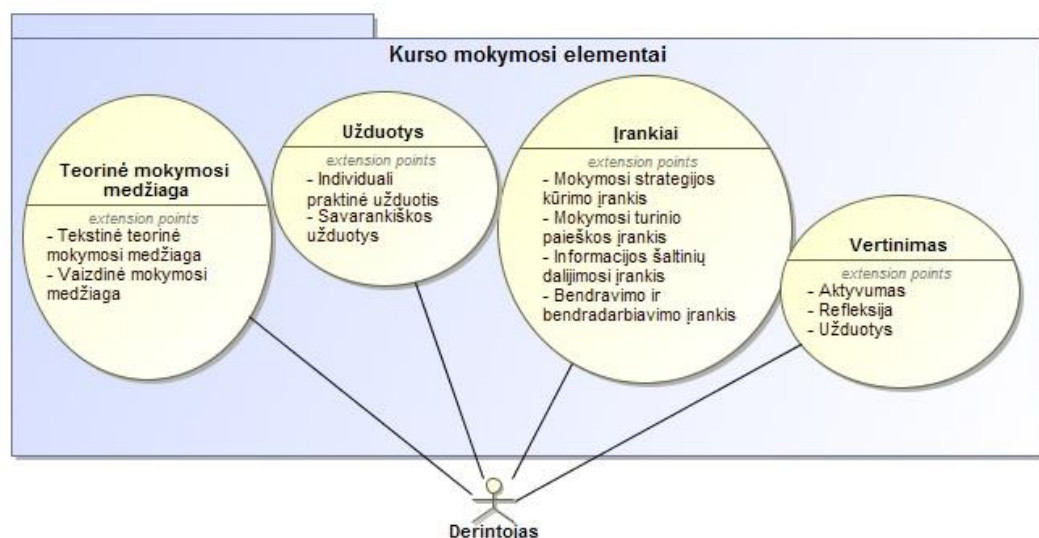 Kurso mokymosi elementai
Teorinė mokymosi
medžiaga
extension points
- Tekstinė teorinė
mokymosi medžiaga
- Vaizdinė mokymosi
medžiaga
Užduotys
extension points
- Individuali
praktinė užduotis
- Savarankiškos
užduotys
Įrankiai
extension points
- Mokymosi strategijos
kūrimo įrankis
- Mokymosi turinio
paieškos įrankis
- Informacijos šaltinių
dalijimosi įrankis
- Bendravimo ir
bendradarbiavimo įrankis
Vertinimas
extension points
- Aktyvumas
- Refleksija
- Užduotys
Derintojas